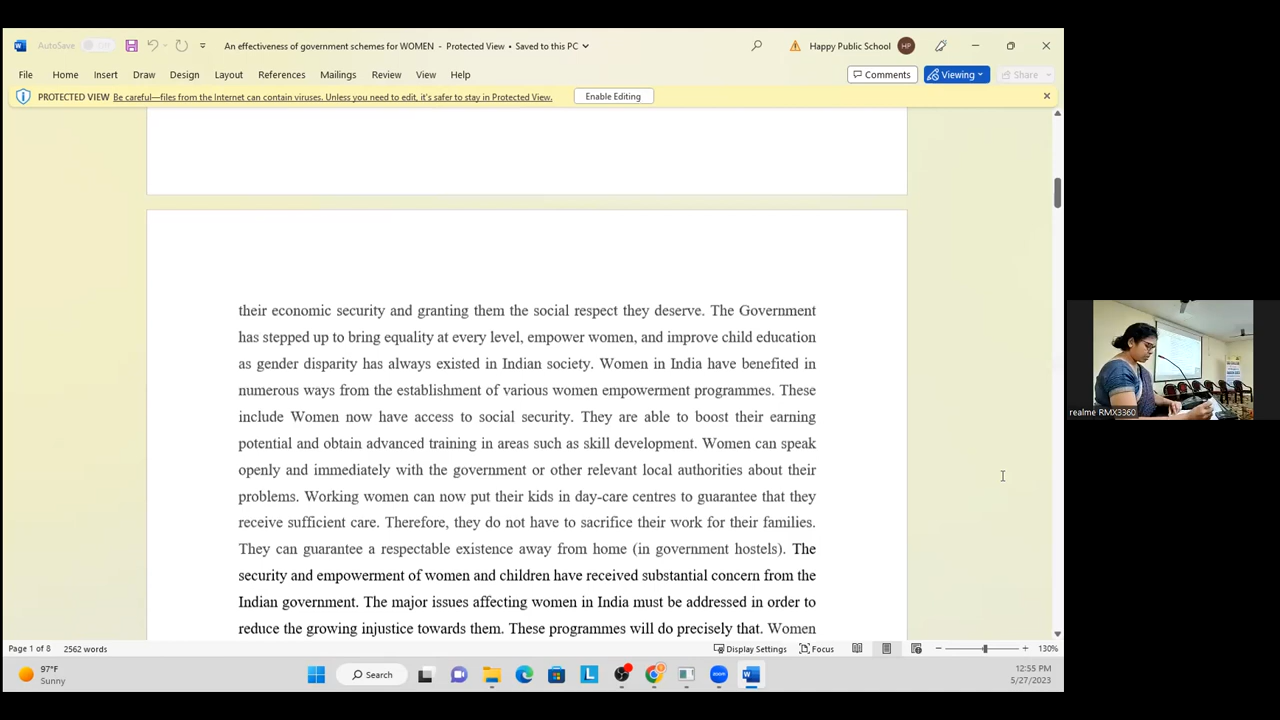 AutoSave Off
An effectiveness of government schemes for WOMEN - Protected View • Saved to this PC
Happy Public School HP
File Home Insert Draw Design Layout References Mailings Review View Help
Comments Viewing Share
PROTECTED VIEW Be careful—files from the Internet can contain viruses. Unless you need to edit, it's safer to stay in Protected View. Enable Editing
their economic security and granting them the social respect they deserve. The Government
has stepped up to bring equality at every level, empower women, and improve child education
as gender disparity has always existed in Indian society. Women in India have benefited in
numerous ways from the establishment of various women empowerment programmes. These
include Women now have access to social security. They are able to boost their earning
potential and obtain advanced training in areas such as skill development. Women can speak
openly and immediately with the government or other relevant local authorities about their
problems. Working women can now put their kids in day-care centres to guarantee that they
receive sufficient care. Therefore, they do not have to sacrifice their work for their families.
They can guarantee a respectable existence away from home (in government hostels). The
security and empowerment of women and children have received substantial concern from the
Indian government. The major issues affecting women in India must be addressed in order to
reduce the growing injustice towards them. These programmes will do precisely that. Women
realme RMX3360
Page 1 of 8 2562 words
Display Settings Focus 130%
97°F
Sunny
Search
zoom
12:55 PM
5/27/2023